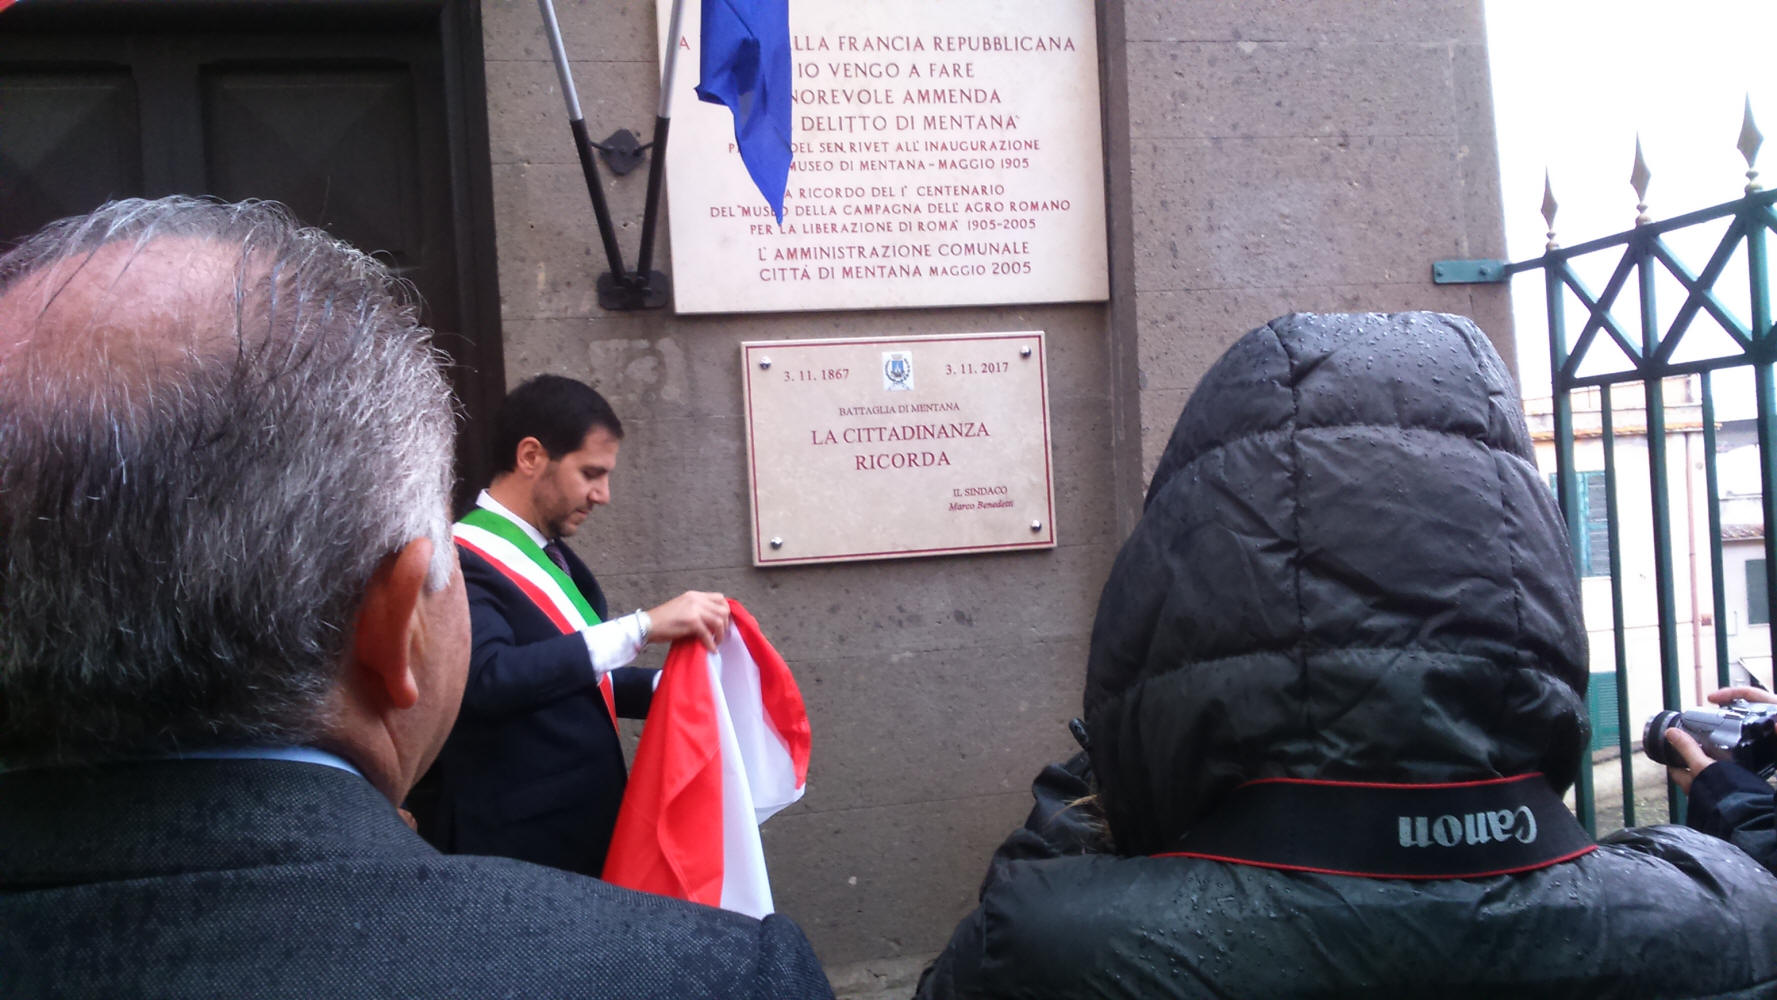 A LLA FRANCIA REPUBBLICANA
IO VENGO A FARE
NOREVOLE AMMENDA
DELITTO DI MENTANA"
DEL SEN. RIVET ALL'INAUGURAZIONE
MUSEO DI MENTANA - MAGGIO 1905
A RICORDO DEL 1° CENTENARIO
DEL "MUSEO DELLA CAMPAGNA DELL'AGRO ROMANO
PER LA LIBERAZIONE DI ROMA" 1905-2005
L'AMMINISTRAZIONE COMUNALE
CITTÀ DI MENTANA MAGGIO 2005
3. 11. 1867 3. 11. 2017
BATTAGLIA DI MENTANA
LA CITTADINANZA
RICORDA
IL SINDACO
Marco Benedetti
Canon